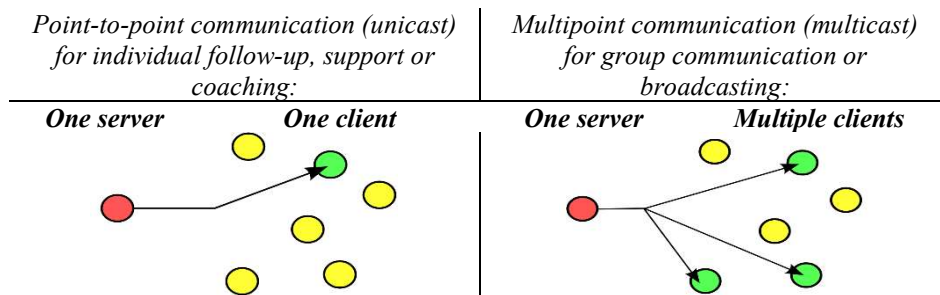 Point-to-point communication (unicast)
for individual follow-up, support or
coaching:
Multipoint communication (multicast)
for group communication or
broadcasting:
One server One client
One server Multiple clients